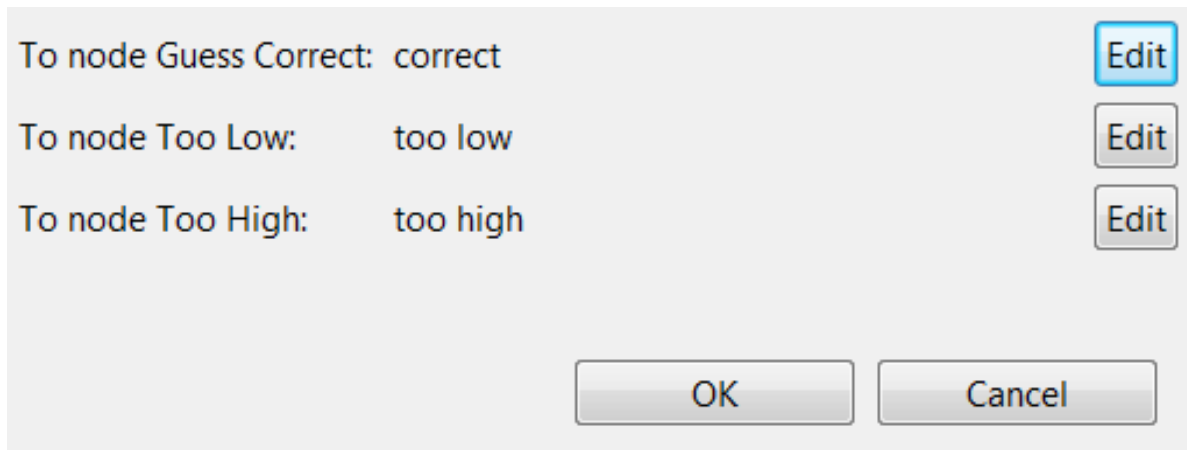 To node Guess Correct: correct Edit
To node Too Low: too low Edit
To node Too High: too high Edit
OK Cancel